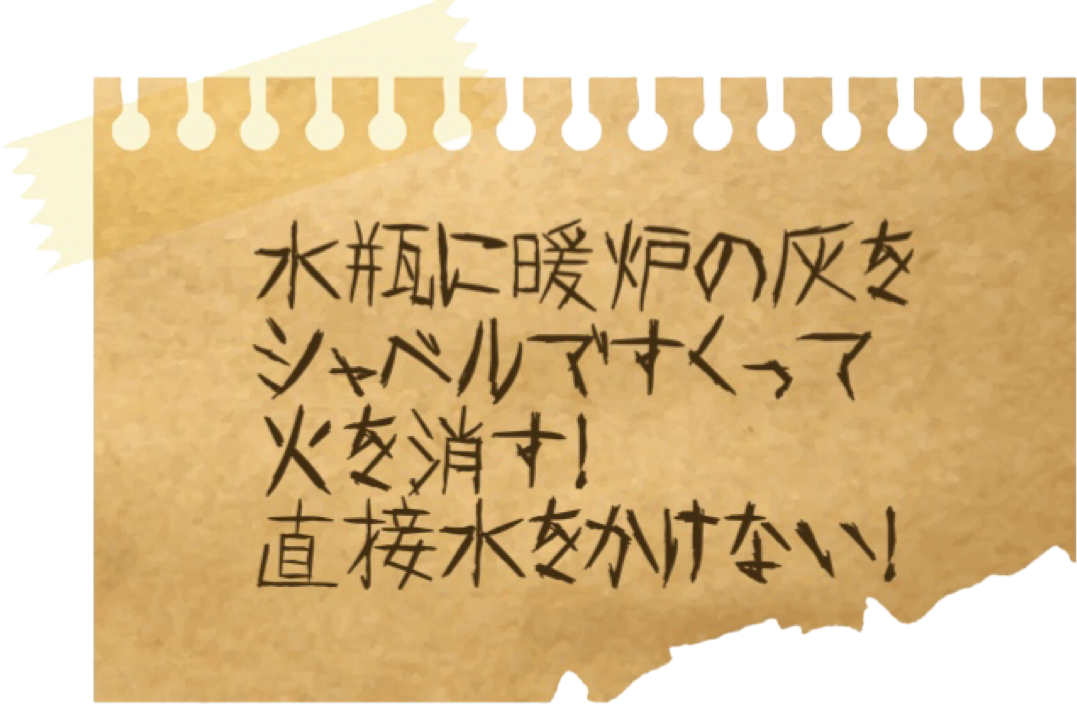 水瓶に暖炉の灰を
シャベルですくって
火を消す!
直接水をかけない!